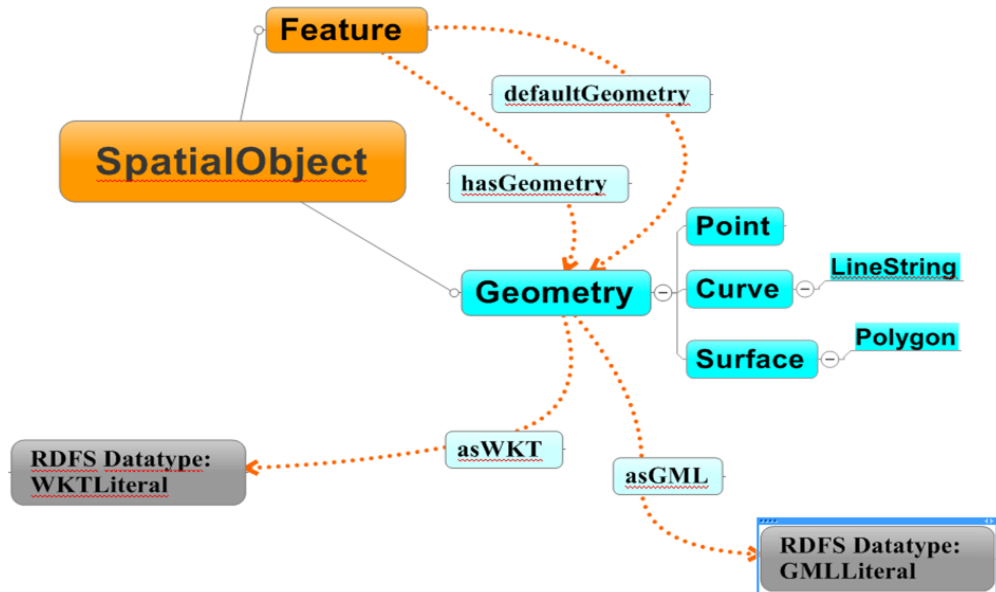 Feature
defaultGeometry
SpatialObject
hasGeometry
Point
LineString
Geometry
Curve
Polygon
Surface
asWKT
RDFS Datatype:
WKTLiteral
asGML
RDFS Datatype:
GMLLiteral